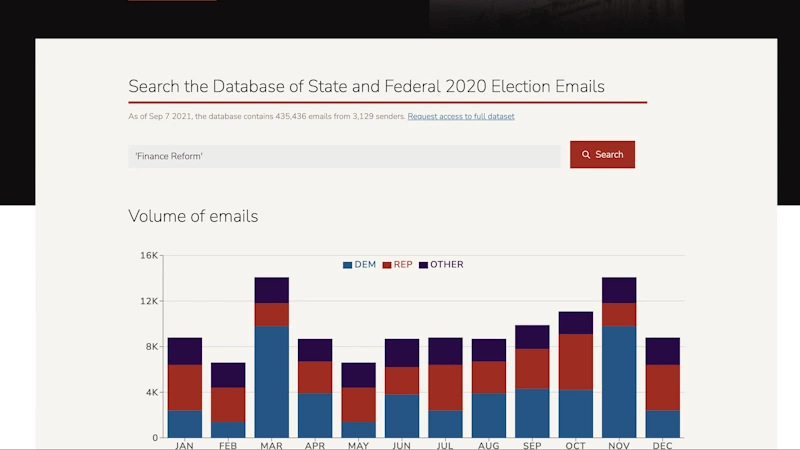 Search the Database of State and Federal 2020 Election Emails
As of Sep 7 2021, the database contains 435,436 emails from 3,129 senders. Request access to full dataset
'Finance Reform'
Search
Volume of emails
16K
DEM REP OTHER
12K
8K
4K
0
JAN FEB MAR APR MAY JUN JUL AUG SEP OCT NOV DEC